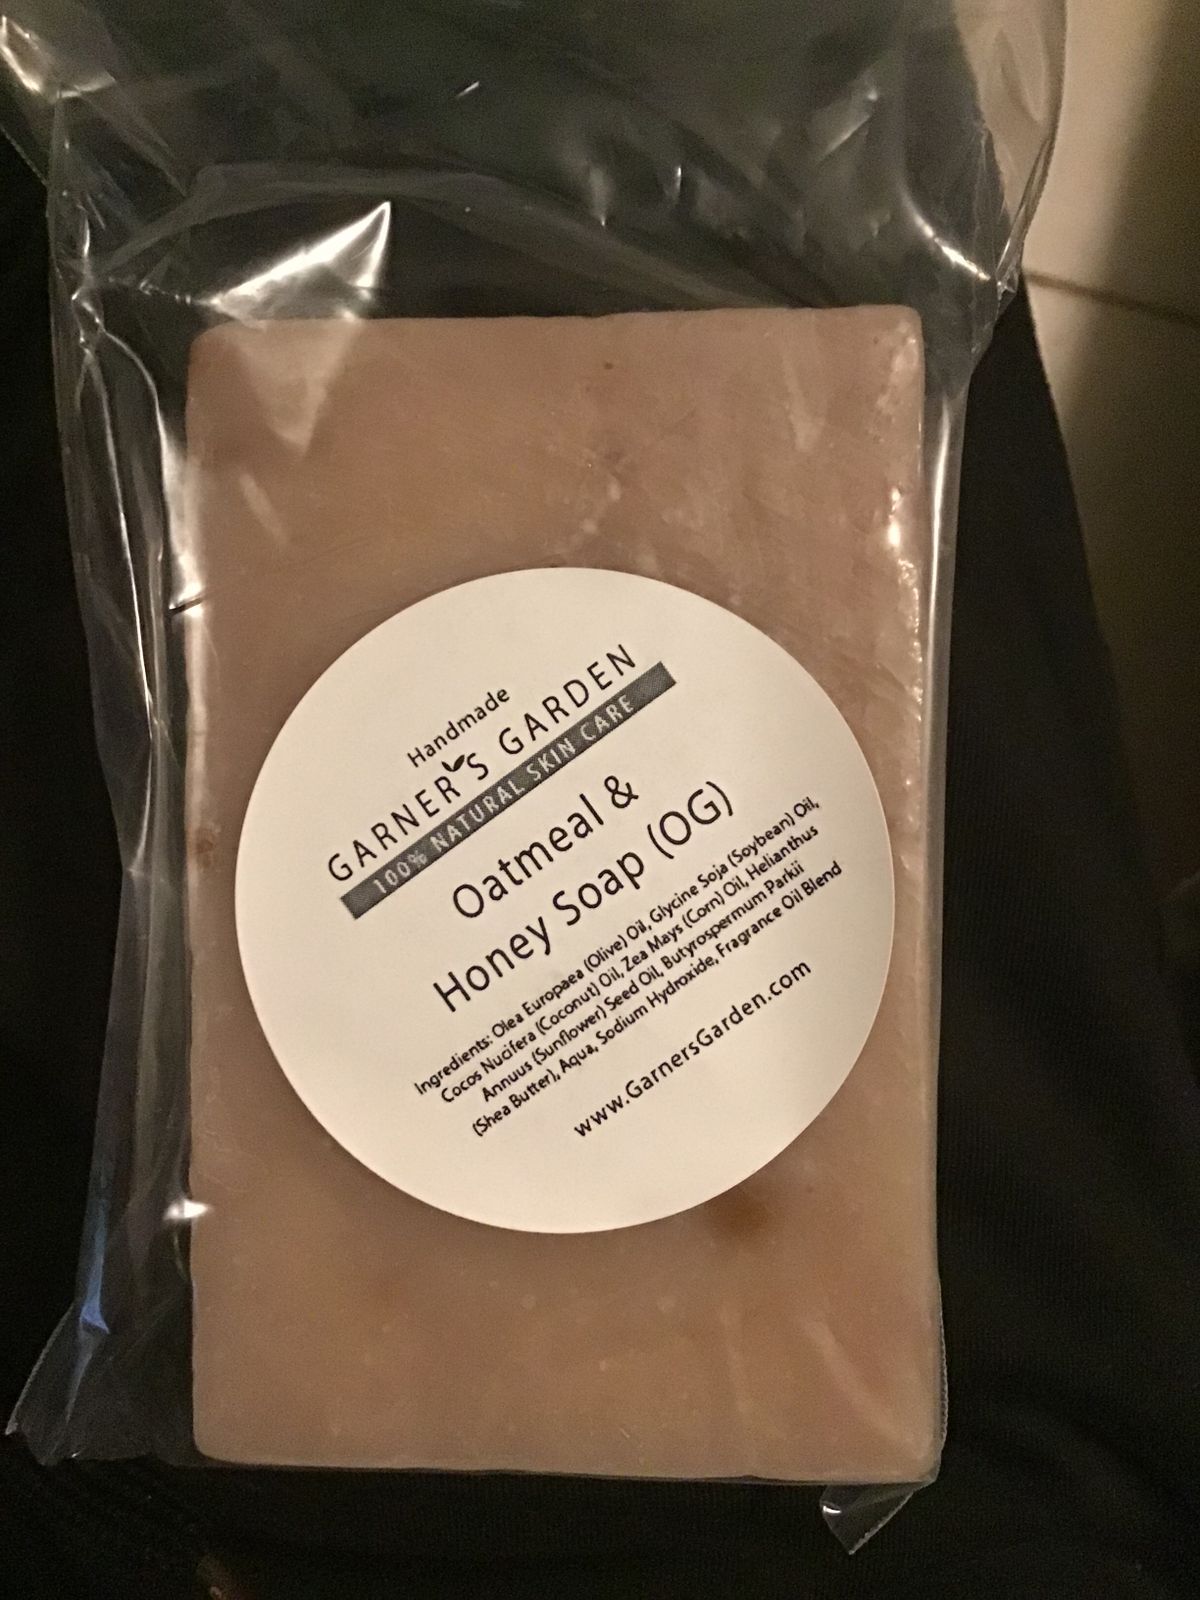 Handmade
GARNER'S GARDEN
100% NATURAL SKIN CARE
Oatmeal &
Honey Soap (OG)
Ingredients: Olea Europaea (Olive) Oil, Glycine Soja (Soybean) Oil,
Cocos Nucifera (Coconut) Oil, Zea Mays (Corn) Oil, Helianthus
Annuus (Sunflower) Seed Oil, Butyrospermum Parkii
(Shea Butter), Aqua, Sodium Hydroxide, Fragrance Oil Blend
www.GarnersGarden.com